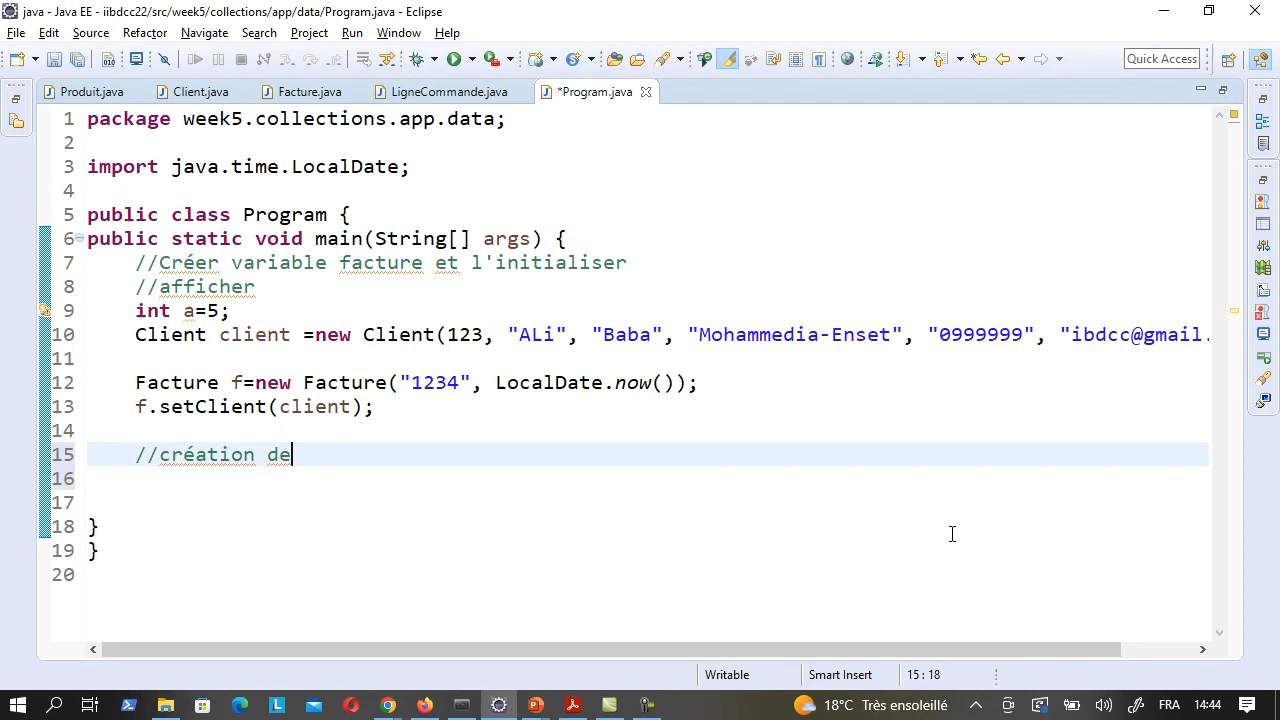 java - Java EE - iibdcc22/src/week5/collections/app/data/Program.java - Eclipse
File Edit Source Refactor Navigate Search Project Run Window Help
Quick Access
Produit.java Client.java Facture.java LigneCommande.java *Program.java
1 package week5.collections.app.data;
2
3 import java.time.LocalDate;
4
5 public class Program {
6 public static void main(String[] args) {
7 //Créer variable facture et l'initialiser
8 //afficher
9 int a=5;
10 Client client =new Client(123, "ALi", "Baba", "Mohammedia-Enset", "0999999", "ibdcc@gmail.
11
12 Facture f=new Facture("1234", LocalDate.now());
13 f.setClient(client);
14
15 //création de
16
17
18 }
19 }
20
Writable Smart Insert 15 : 18
18°C Très ensoleillé FRA 14:44